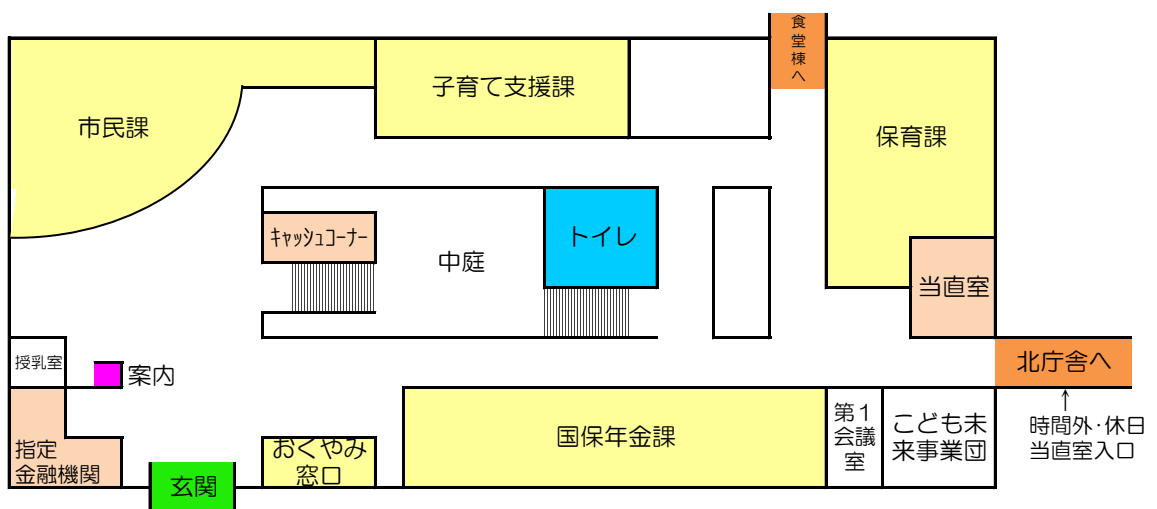 食
堂
棟
へ
子育て支援課
市民課
保育課
トイレ
ｷｬｯｼｭｺｰﾅｰ
中庭
当直室
授乳室
案内
北庁舎へ
指定
金融機関
玄関
おくやみ
窓口
国保年金課
第１
会議
室
こども未
来事業団
↑
時間外･休日
当直室入口